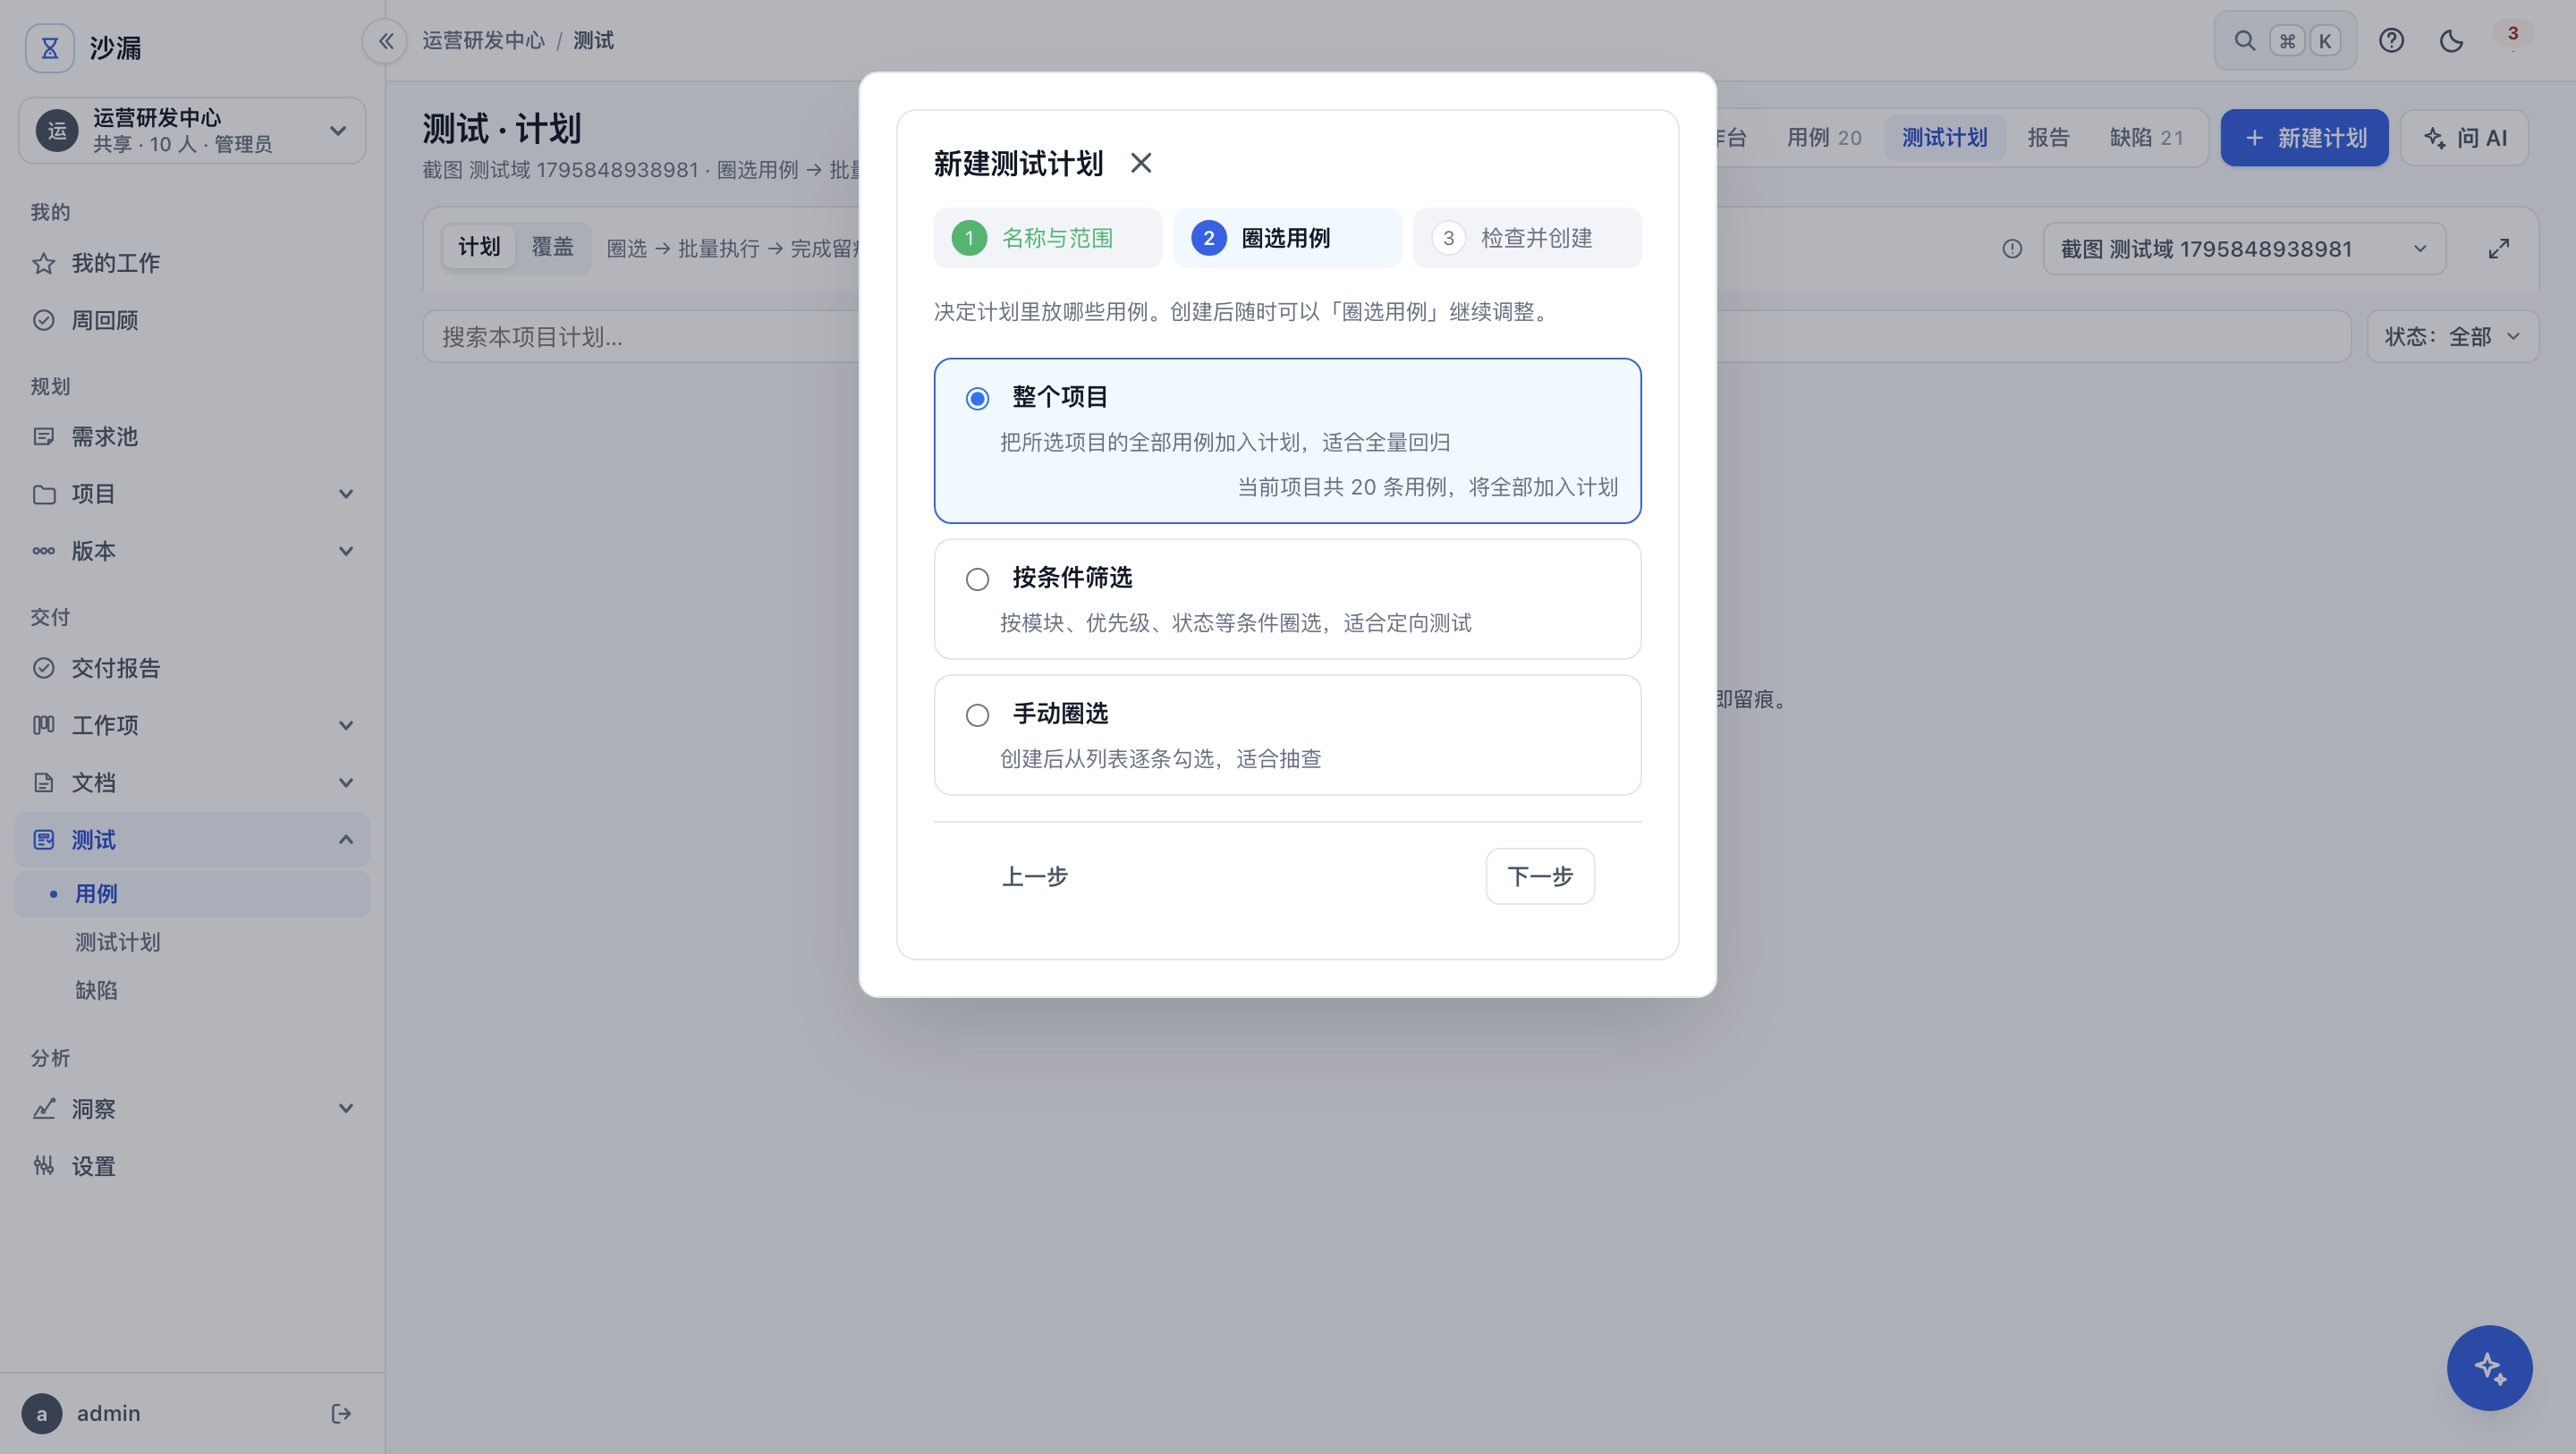 沙漏
运营研发中心 / 测试
⌘ K
3
运
运营研发中心
共享 · 10 人 · 管理员
我的
我的工作
周回顾
规划
需求池
项目
版本
交付
交付报告
工作项
文档
测试
用例
测试计划
缺陷
分析
洞察
设置
a
admin
测试 · 计划
截图 测试域 1795848938981 · 圈选用例 → 批
作台
用例 20
测试计划
报告
缺陷 21
+ 新建计划
问 AI
计划
覆盖
圈选 → 批量执行 → 完成留
截图 测试域 1795848938981
搜索本项目计划...
状态：全部
即留痕。
新建测试计划
1 名称与范围
2 圈选用例
3 检查并创建
决定计划里放哪些用例。创建后随时可以「圈选用例」继续调整。
整个项目
把所选项目的全部用例加入计划，适合全量回归
当前项目共 20 条用例，将全部加入计划
按条件筛选
按模块、优先级、状态等条件圈选，适合定向测试
手动圈选
创建后从列表逐条勾选，适合抽查
上一步
下一步